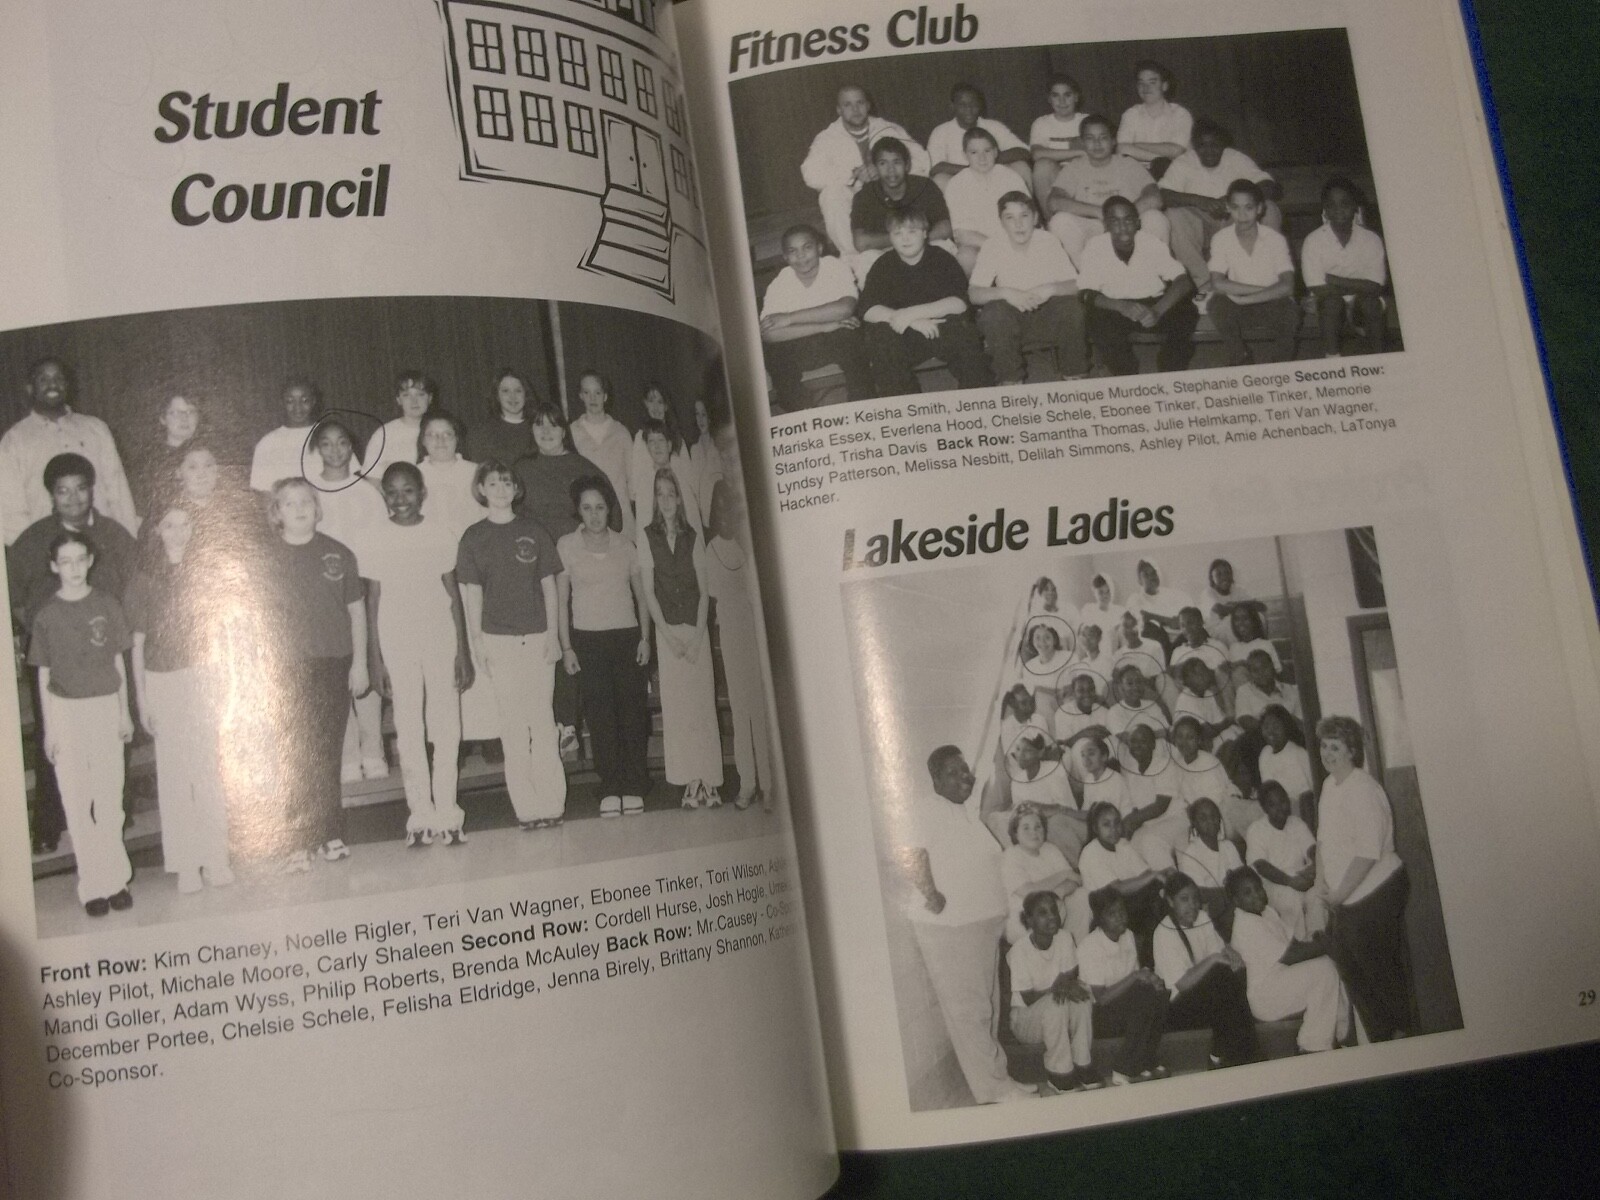 Student
Council
Front Row: Kim Chaney, Noelle Rigler, Teri Van Wagner, Ebonee Tinker, Tori Wilson,
Ashley Pilot, Michale Moore, Carly Shaleen Second Row: Cordell Hurse, Josh Hogle,
Mandi Goller, Adam Wyss, Philip Roberts, Brenda McAuley Back Row: Mr.Causey -
December Portee, Chelsie Schele, Felisha Eldridge, Jenna Birely, Brittany Shannon,
Co-Sponsor.
Fitness Club
Front Row: Keisha Smith, Jenna Birely, Monique Murdock, Stephanie George Second Row:
Mariska Essex, Everlena Hood, Chelsie Schele, Ebonee Tinker, Dashielle Tinker, Memorie
Stanford, Trisha Davis Back Row: Samantha Thomas, Julie Helmkamp, Teri Van Wagner,
Lyndsy Patterson, Melissa Nesbitt, Delilah Simmons, Ashley Pilot, Amie Achenbach, LaTonya
Hackner.
Lakeside Ladies
29